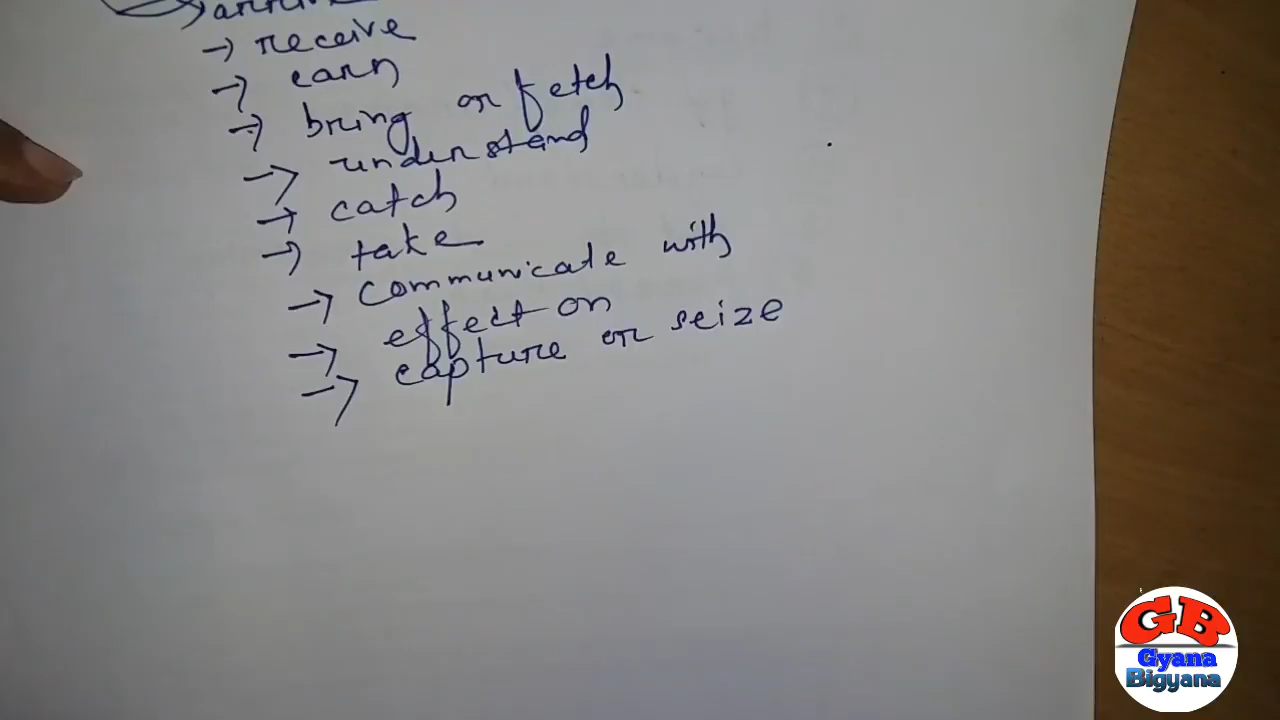 → receive
→ earn
→ bring or fetch
→ understand
→ catch
→ take
→ communicate with
→ effect on
→ capture or seize
GB
Gyana
Bigyana